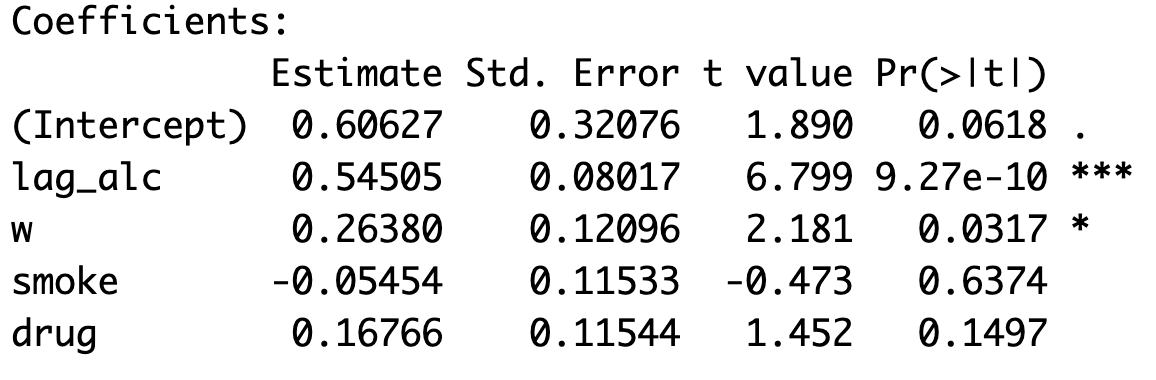 Coefficients:
Estimate Std. Error t value Pr(>|t|)
(Intercept) 0.60627 0.32076 1.890 0.0618 .
lag_alc 0.54505 0.08017 6.799 9.27e-10 ***
w 0.26380 0.12096 2.181 0.0317 *
smoke -0.05454 0.11533 -0.473 0.6374
drug 0.16766 0.11544 1.452 0.1497